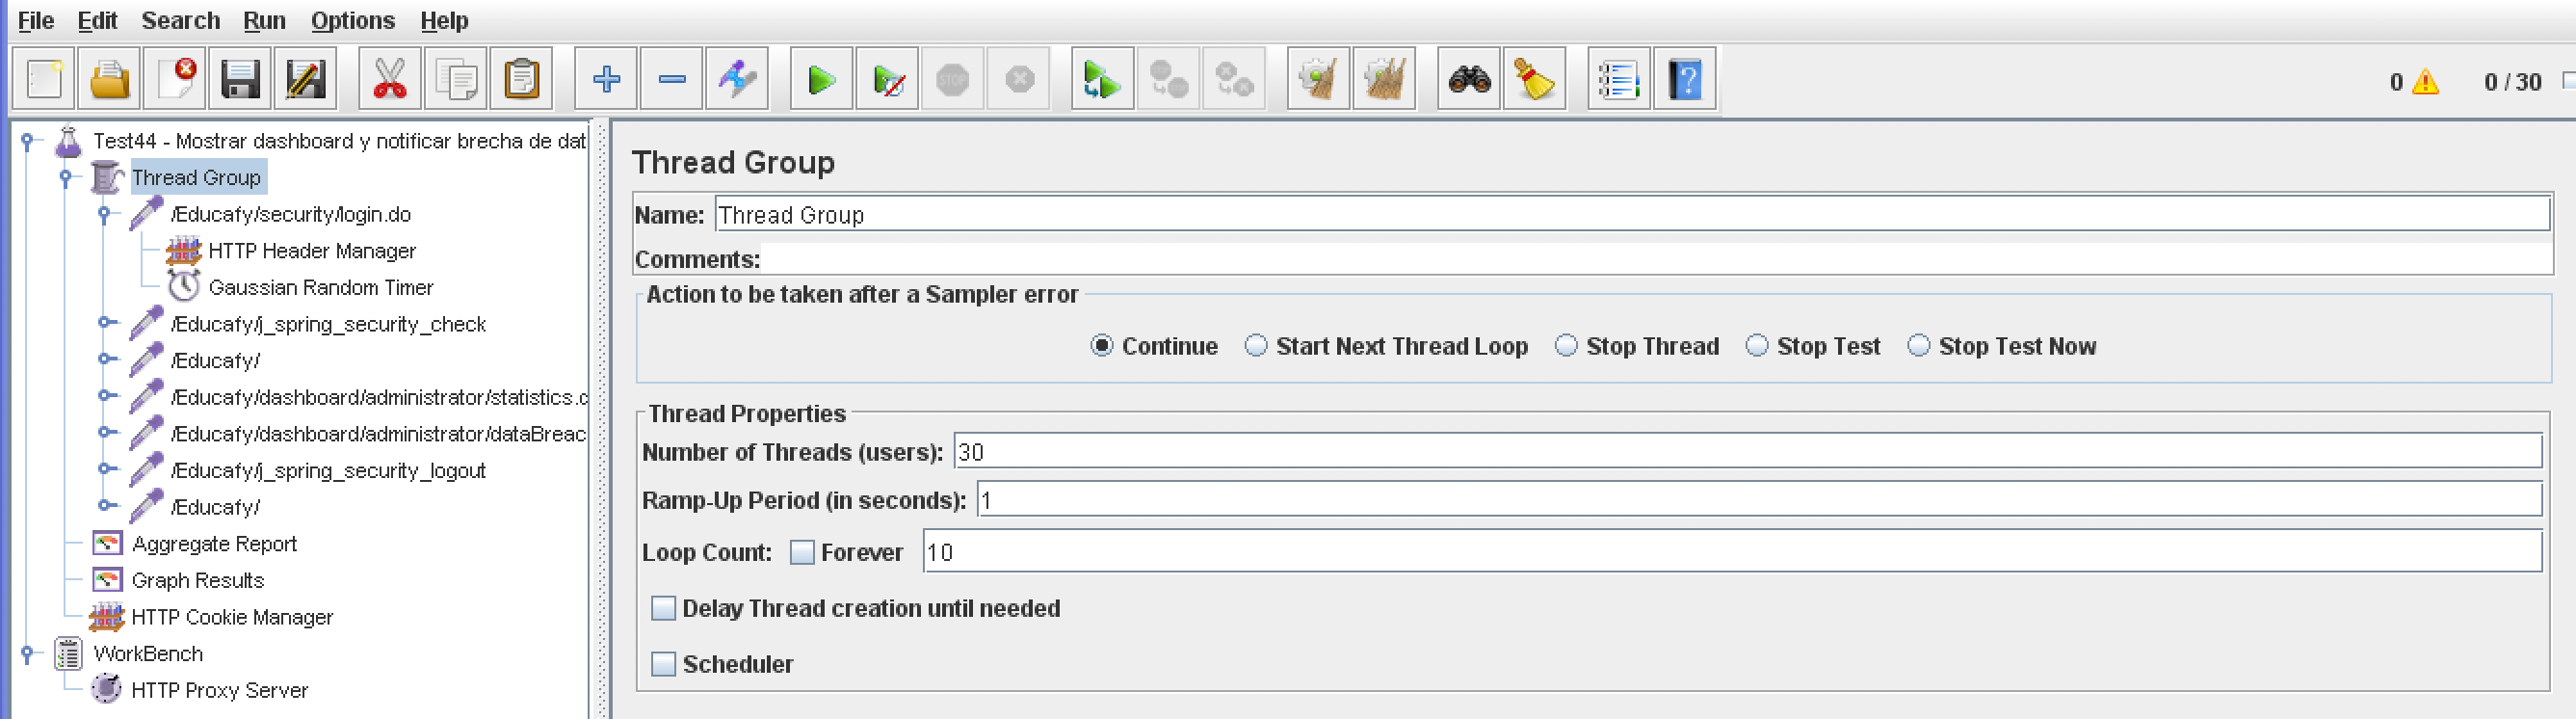 File Edit Search Run Options Help
STOP
0 0 / 30
Test44 - Mostrar dashboard y notificar brecha de dat
Thread Group
/Educafy/security/login.do
HTTP Header Manager
Gaussian Random Timer
/Educafy/j_spring_security_check
/Educafy/
/Educafy/dashboard/administrator/statistics.c
/Educafy/dashboard/administrator/dataBreac
/Educafy/j_spring_security_logout
/Educafy/
Aggregate Report
Graph Results
HTTP Cookie Manager
WorkBench
HTTP Proxy Server
Thread Group
Name: Thread Group
Comments:
Action to be taken after a Sampler error
Continue Start Next Thread Loop Stop Thread Stop Test Stop Test Now
Thread Properties
Number of Threads (users): 30
Ramp-Up Period (in seconds): 1
Loop Count: Forever 10
Delay Thread creation until needed
Scheduler